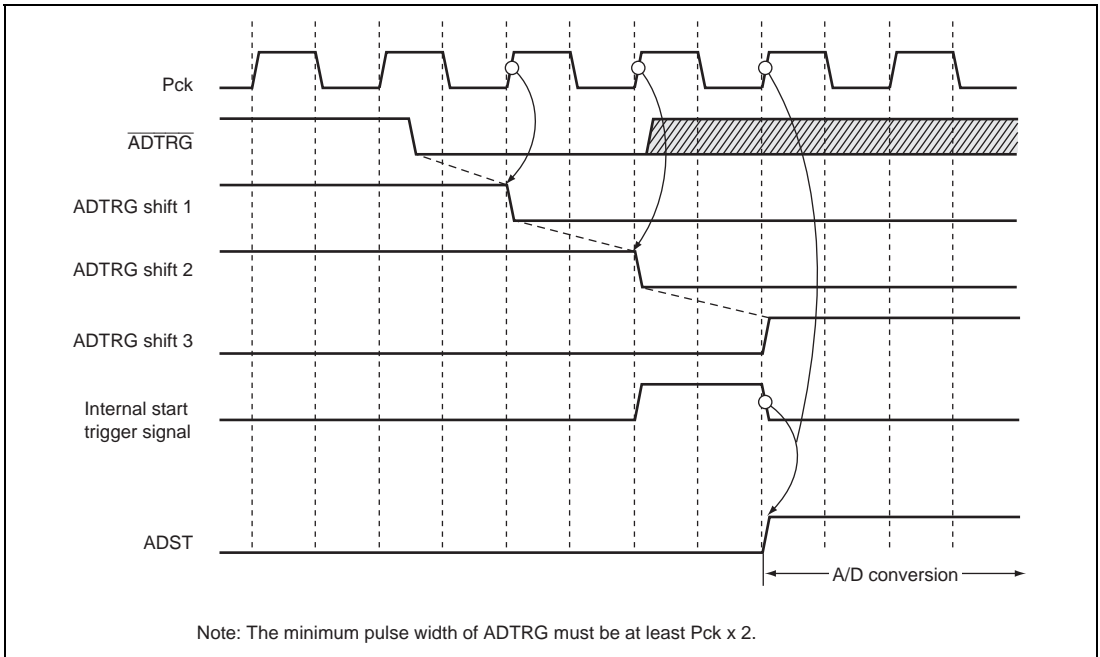 Pck
ADTRG
ADTRG shift 1
ADTRG shift 2
ADTRG shift 3
Internal start
trigger signal
ADST
A/D conversion
Note: The minimum pulse width of ADTRG must be at least Pck x 2.